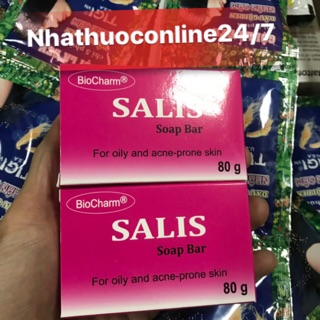 Nhathuoconline24/7
BioCharm®
SALIS
Soap Bar
For oily and acne-prone skin
80 g
BioCharm®
SALIS
Soap Bar
For oily and acne-prone skin
80 g